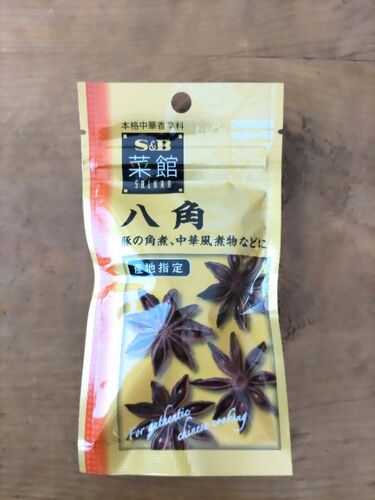 本格中華香辛料
S&B
菜館
SAIKAN
八角
豚の角煮、中華風煮物などに
産地指定
For authentic
chinese cooking